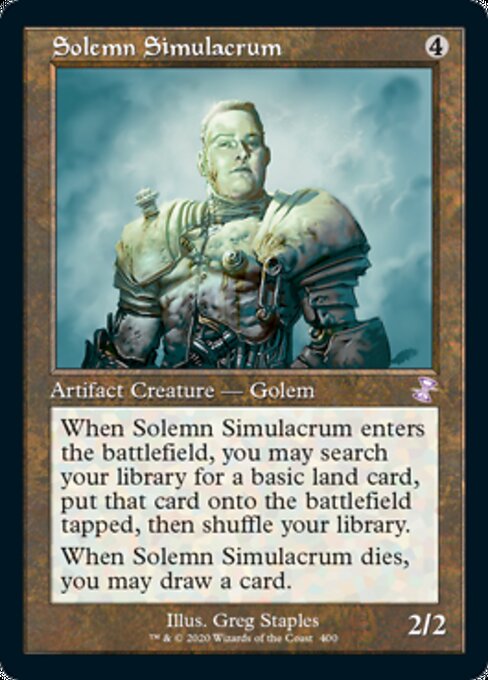 Solemn Simulacrum 4
Artifact Creature — Golem
When Solemn Simulacrum enters
the battlefield, you may search
your library for a basic land card,
put that card onto the battlefield
tapped, then shuffle your library.
When Solemn Simulacrum dies,
you may draw a card.
Illus. Greg Staples
™ & © 2020 Wizards of the Coast 400
2/2